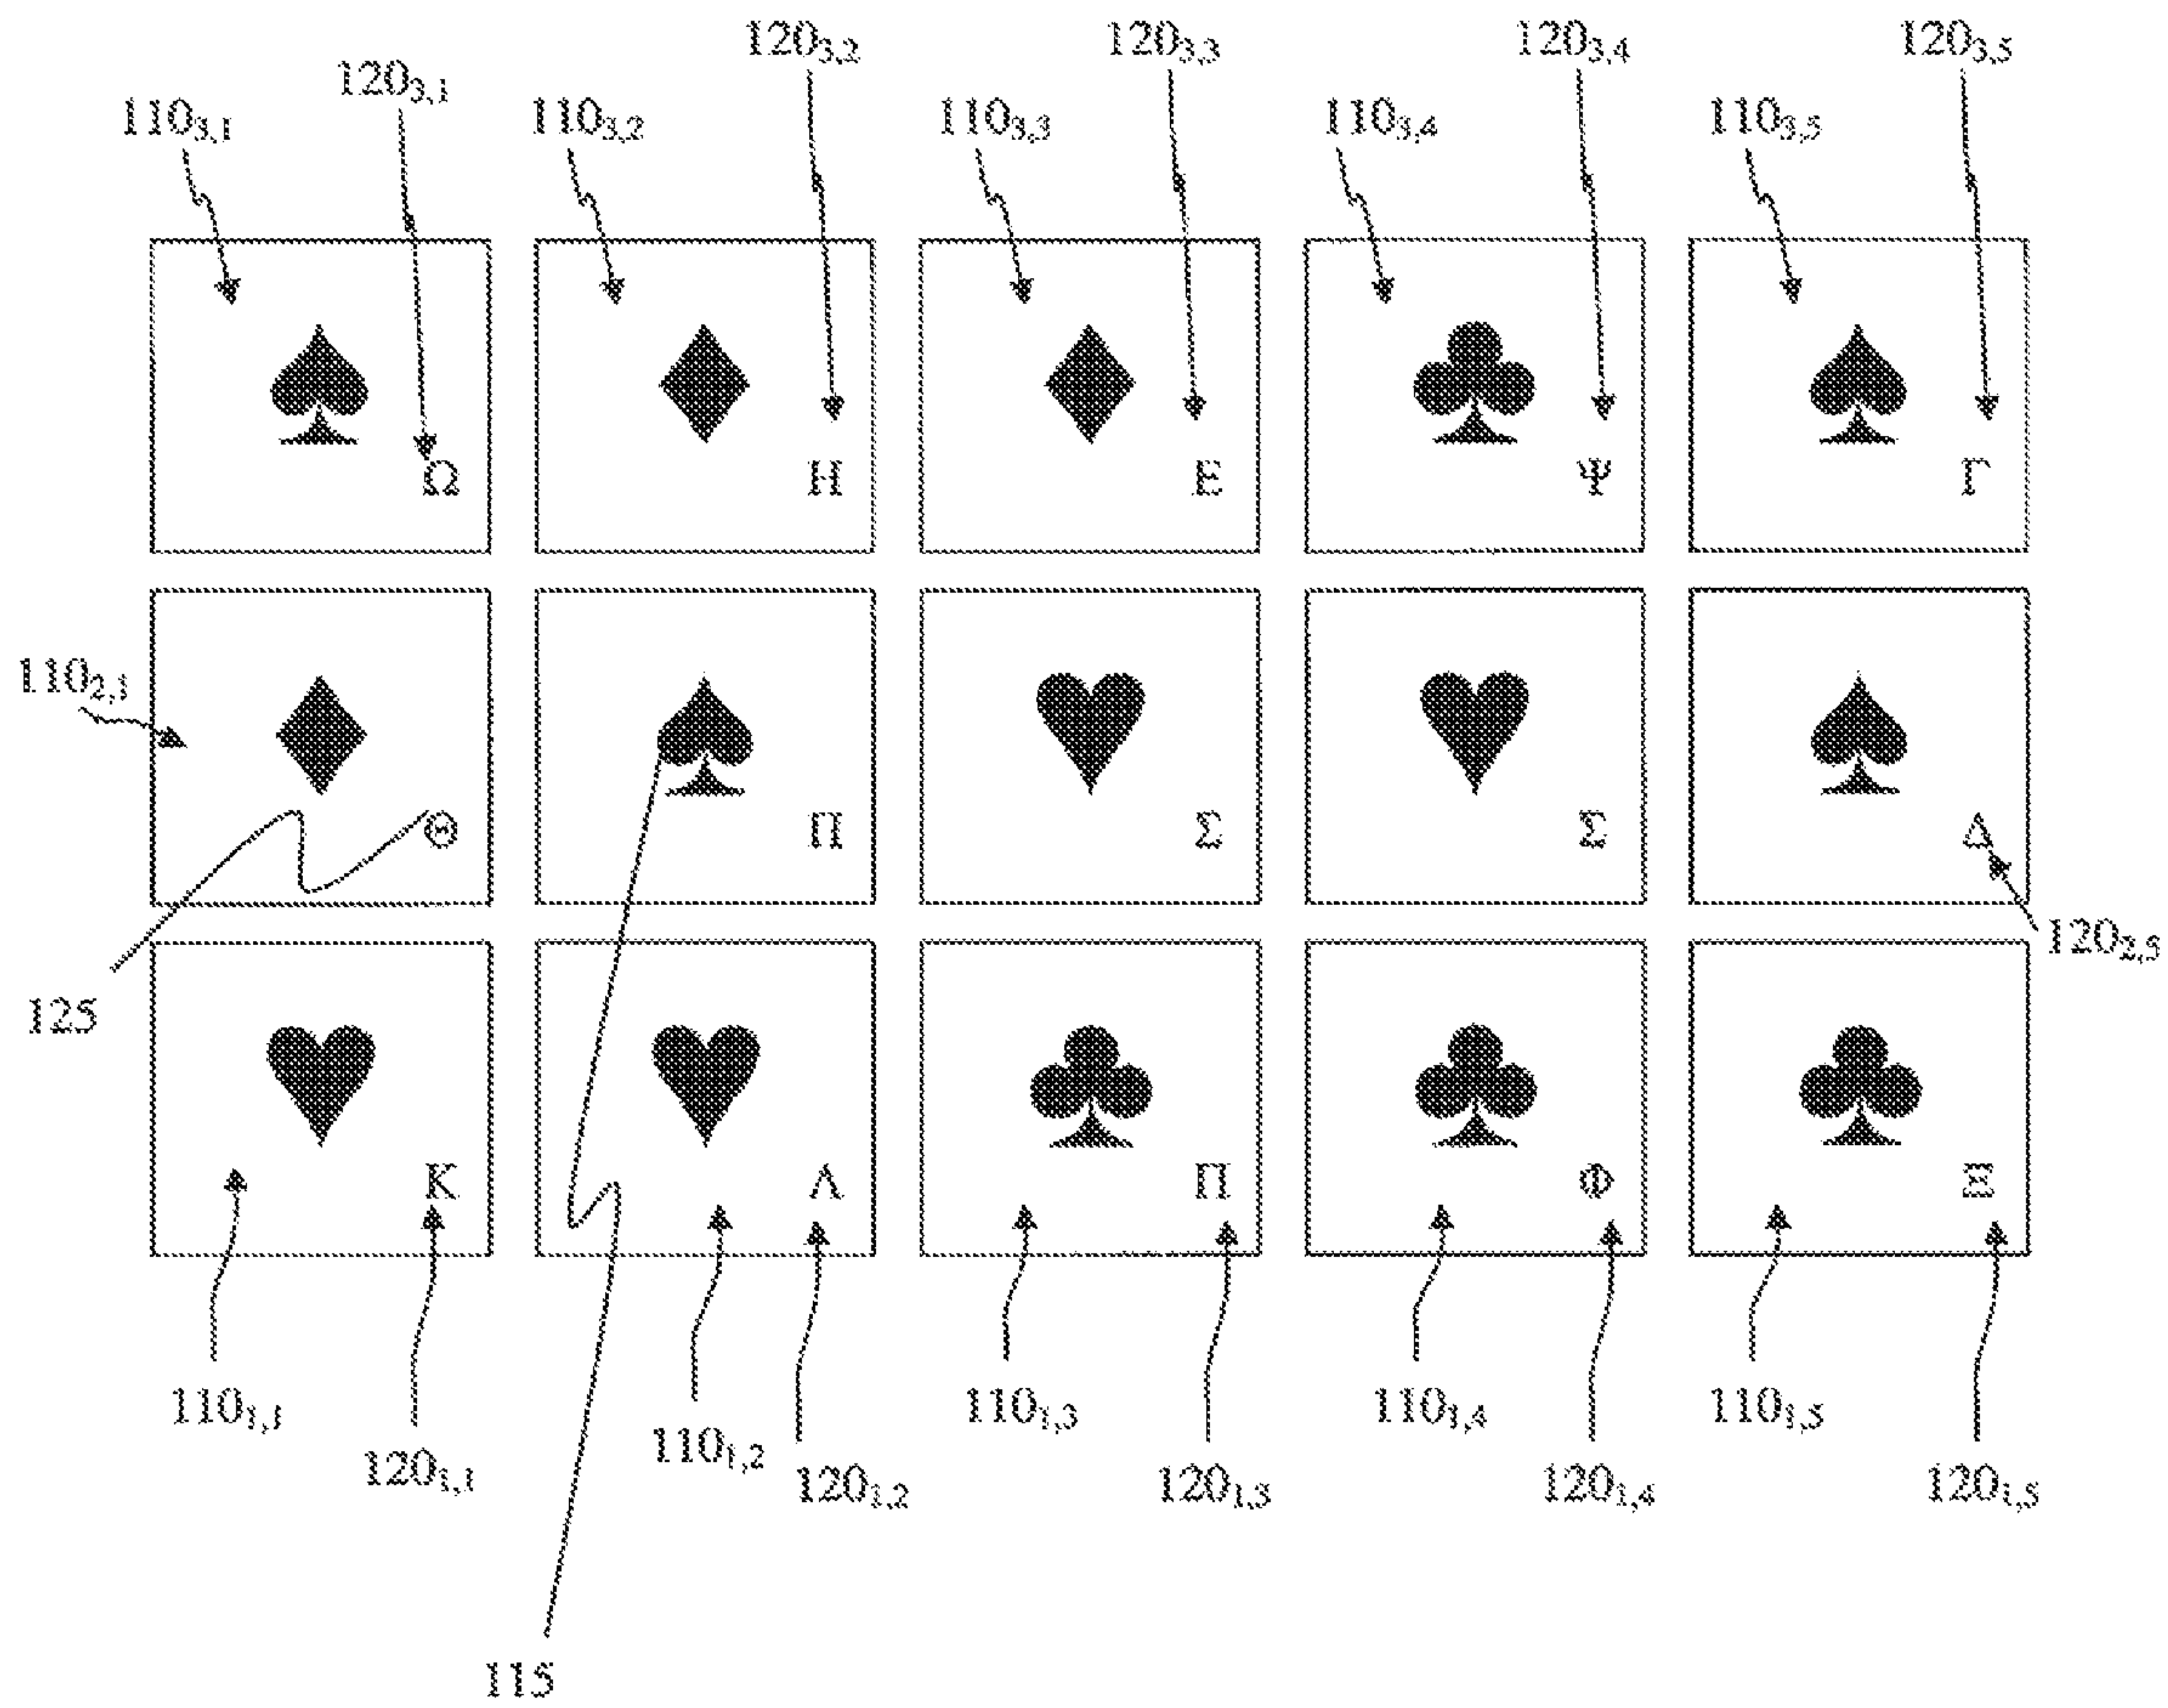 120₃,₂ 120₃,₃ 120₃,₄ 120₃,₅
120₃,₁
110₃,₁ 110₃,₂ 110₃,₃ 110₃,₄ 110₃,₅
Ω Η Ε Ψ Γ
110₂,₁
Θ Π Σ Σ Δ
120₂,₅
125
Κ Λ Π Φ Ξ
110₁,₁ 110₁,₂ 110₁,₃ 110₁,₄ 110₁,₅
120₁,₁ 120₁,₂ 120₁,₃ 120₁,₄ 120₁,₅
115